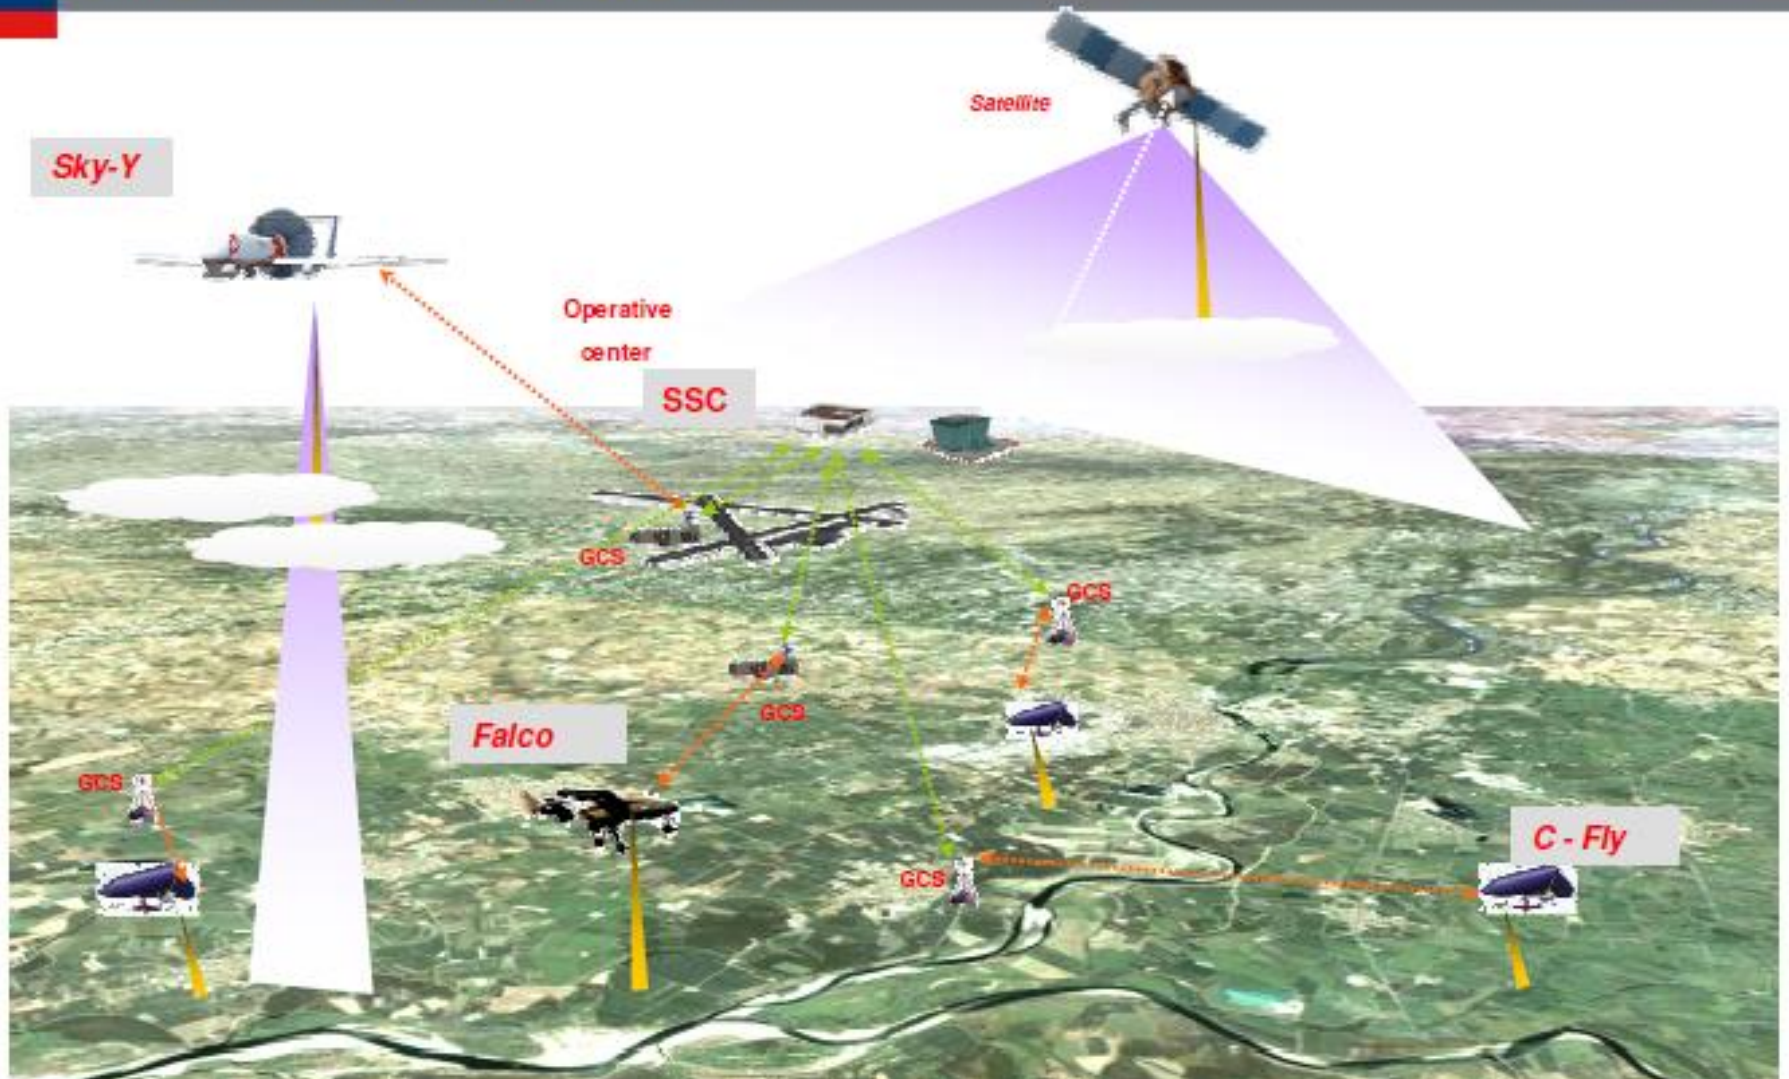 Satellite
Sky-Y
Operative
center
SSC
GCS
GCS
GCS
Falco
GCS
C - Fly
GCS